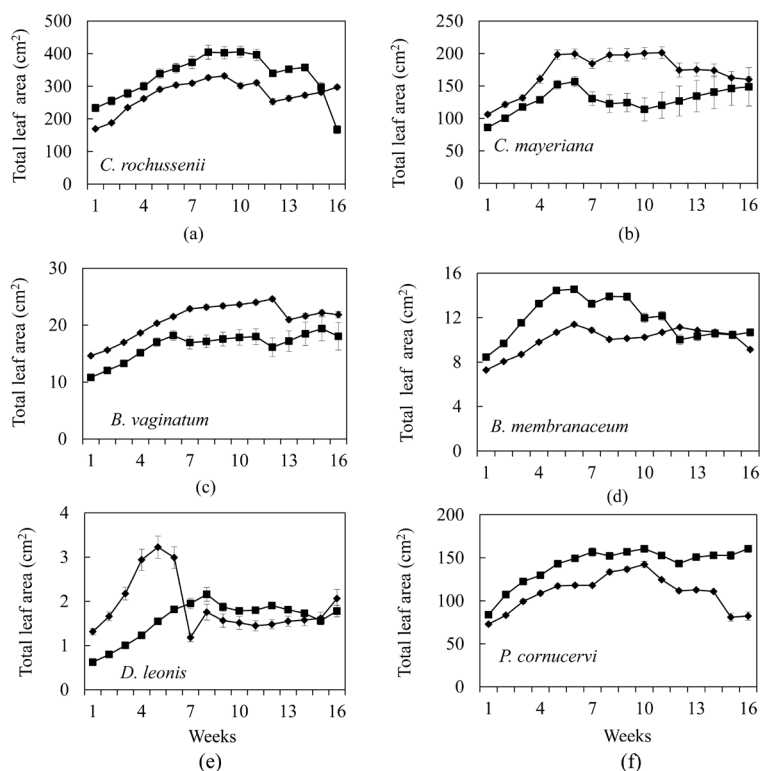 Total leaf area (cm²)
500
400
300
200
100
0
C. rochussenii
1 4 7 10 13 16
(a)
Total leaf area (cm²)
250
200
150
100
50
0
C. mayeriana
1 4 7 10 13 16
(b)
Total leaf area (cm²)
30
20
10
0
B. vaginatum
1 4 7 10 13 16
(c)
Total leaf area (cm²)
16
12
8
4
0
B. membranaceum
1 4 7 10 13 16
(d)
Total leaf area (cm²)
4
3
2
1
0
D. leonis
1 4 7 10 13 16
Weeks
(e)
Total leaf area (cm²)
200
150
100
50
0
P. cornucervi
1 4 7 10 13 16
Weeks
(f)